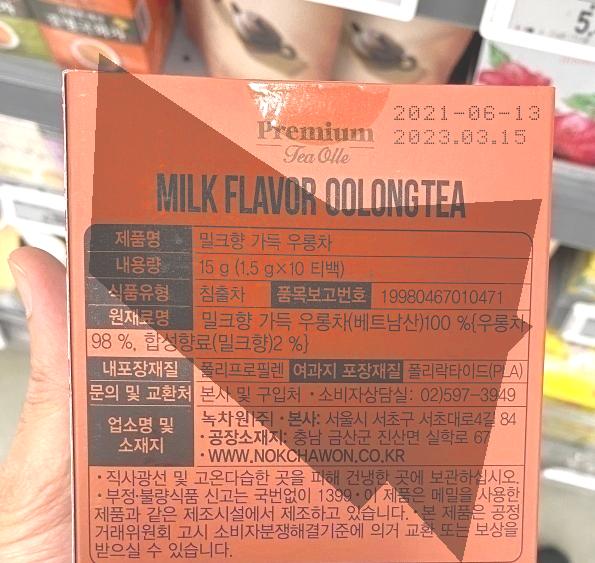 Premium
Tea Olle
2021-06-13
2023.03.15
MILK FLAVOR OOLONGTEA
제품명 밀크향 가득 우롱차
내용량 15 g (1.5 g×10 티백)
식품유형 침출차 품목보고번호 19980467010471
원재료명 밀크향 가득 우롱차(베트남산)100 %{우롱차
98 %, 합성향료(밀크향)2 %}
내포장재질 폴리프로필렌 여과지 포장재질 폴리락타이드(PLA)
문의 및 교환처 본사 및 구입처 • 소비자상담실: 02)597-3949
업소명 및 소재지 녹차원(주) • 본사: 서울시 서초구 서초대로4길 84
• 공장소재지: 충남 금산군 진산면 실학로 67
• WWW.NOKCHAWON.CO.KR
• 직사광선 및 고온다습한 곳을 피해 건냉한 곳에 보관하십시오.
• 부정·불량식품 신고는 국번없이 1399 • 이 제품은 메밀을 사용한
제품과 같은 제조시설에서 제조하고 있습니다. • 본 제품은 공정
거래위원회 고시 소비자분쟁해결기준에 의거 교환 또는 보상을
받으실 수 있습니다.